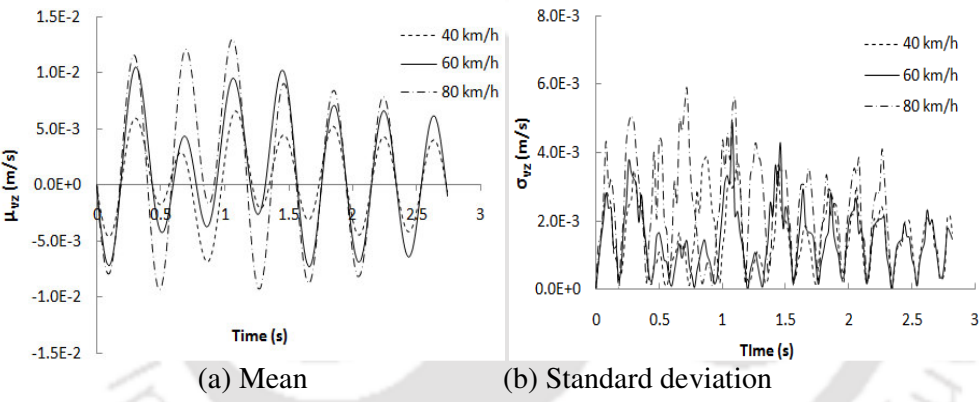 1.5E-2
1.0E-2
5.0E-3
0.0E+0
-5.0E-3
-1.0E-2
-1.5E-2
μvz (m/s)
0 0.5 1 1.5 2 2.5 3
Time (s)
40 km/h
60 km/h
80 km/h
8.0E-3
6.0E-3
4.0E-3
2.0E-3
0.0E+0
σvz (m/s)
0 0.5 1 1.5 2 2.5 3
TIme (s)
40 km/h
60 km/h
80 km/h
(a) Mean
(b) Standard deviation